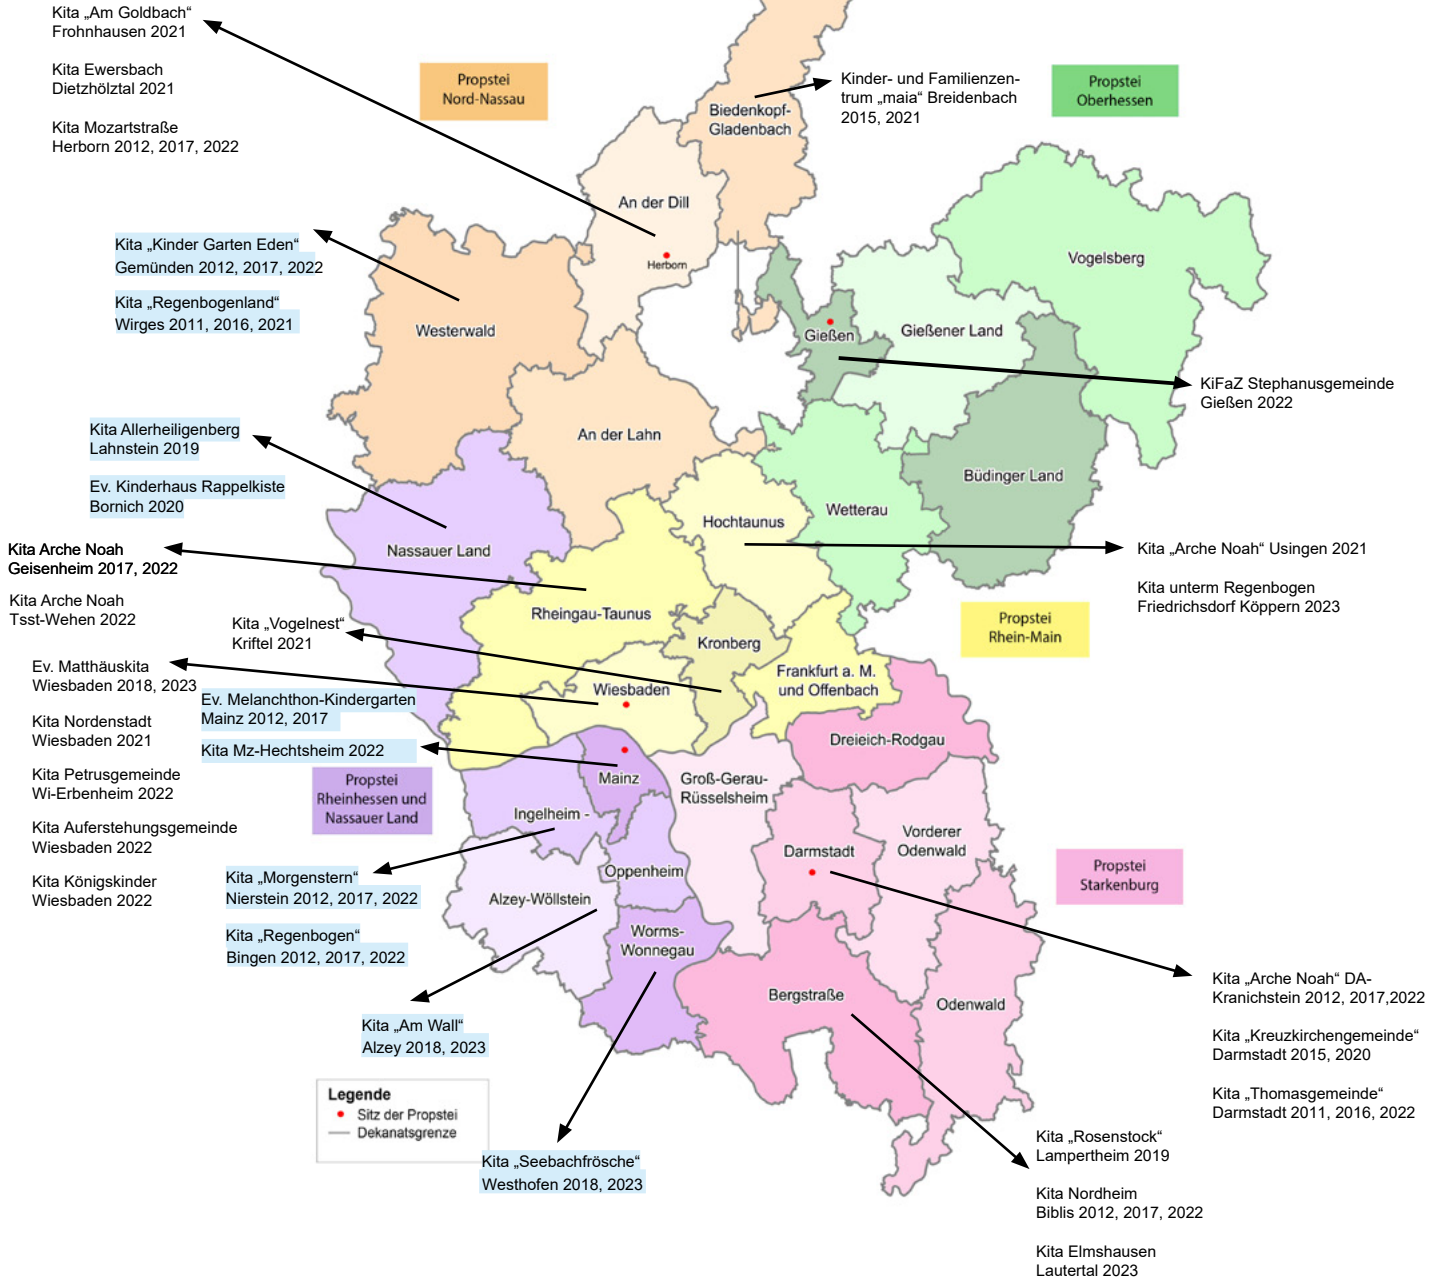 Kita „Am Goldbach“
Frohnhausen 2021
Kita Ewersbach
Dietzhölztal 2021
Kita Mozartstraße
Herborn 2012, 2017, 2022
Propstei
Nord-Nassau
Biedenkopf-
Gladenbach
Kinder- und Familienzen-
trum „maia“ Breidenbach
2015, 2021
Propstei
Oberhessen
An der Dill
Herborn
Kita „Kinder Garten Eden“
Gemünden 2012, 2017, 2022
Kita „Regenbogenland“
Wirges 2011, 2016, 2021
Westerwald
Vogelsberg
Gießen
Gießener Land
KiFaZ Stephanusgemeinde
Gießen 2022
An der Lahn
Büdinger Land
Wetterau
Kita Allerheiligenberg
Lahnstein 2019
Ev. Kinderhaus Rappelkiste
Bornich 2020
Nassauer Land
Hochtaunus
Kita „Arche Noah“ Usingen 2021
Kita unterm Regenbogen
Friedrichsdorf Köppern 2023
Kita Arche Noah
Geisenheim 2017, 2022
Kita Arche Noah
Tsst-Wehen 2022
Rheingau-Taunus
Propstei
Rhein-Main
Kita „Vogelnest“
Kriftel 2021
Kronberg
Frankfurt a. M.
und Offenbach
Ev. Matthäuskita
Wiesbaden 2018, 2023
Kita Nordenstadt
Wiesbaden 2021
Kita Petrusgemeinde
Wi-Erbenheim 2022
Kita Auferstehungsgemeinde
Wiesbaden 2022
Kita Königskinder
Wiesbaden 2022
Wiesbaden
Ev. Melanchthon-Kindergarten
Mainz 2012, 2017
Kita Mz-Hechtsheim 2022
Dreieich-Rodgau
Propstei
Rheinhessen und
Nassauer Land
Mainz
Groß-Gerau-
Rüsselsheim
Ingelheim -
Oppenheim
Darmstadt
Vorderer
Odenwald
Propstei
Starkenburg
Kita „Morgenstern“
Nierstein 2012, 2017, 2022
Kita „Regenbogen“
Bingen 2012, 2017, 2022
Alzey-Wöllstein
Worms-
Wonnegau
Bergstraße
Odenwald
Kita „Arche Noah“ DA-
Kranichstein 2012, 2017,2022
Kita „Kreuzkirchengemeinde“
Darmstadt 2015, 2020
Kita „Thomasgemeinde“
Darmstadt 2011, 2016, 2022
Kita „Am Wall“
Alzey 2018, 2023
Legende
Sitz der Propstei
Dekanatsgrenze
Kita „Seebachfrösche“
Westhofen 2018, 2023
Kita „Rosenstock“
Lampertheim 2019
Kita Nordheim
Biblis 2012, 2017, 2022
Kita Elmshausen
Lautertal 2023